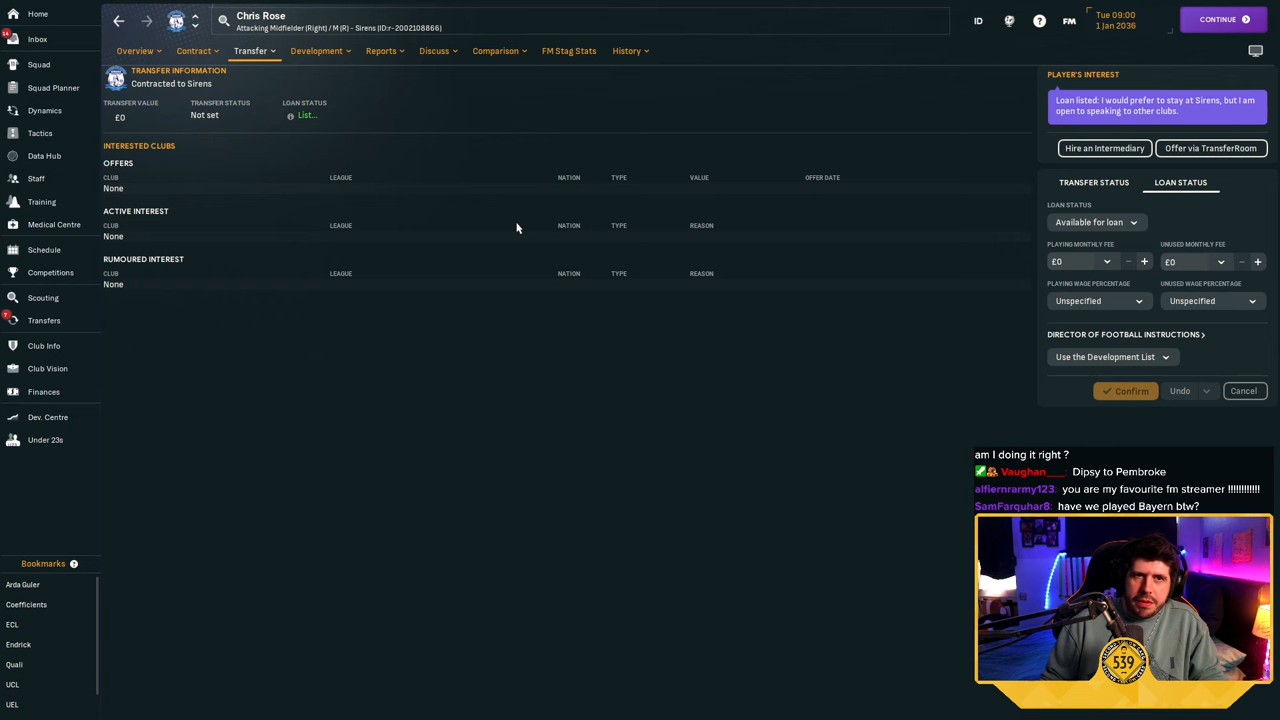 Home
14
Inbox
Squad
Squad Planner
Dynamics
Tactics
Data Hub
Staff
Training
Medical Centre
Schedule
Competitions
Scouting
7
Transfers
Club Info
Club Vision
Finances
Dev. Centre
Under 23s
Bookmarks ?
Arda Guler
Coefficients
ECL
Endrick
Quali
UCL
UEL
Chris Rose
Attacking Midfielder (Right) / M (R) - Sirens (ID:r-2002108866)
ID
?
FM
Tue 09:00
1 Jan 2036
CONTINUE
Overview
Contract
Transfer
Development
Reports
Discuss
Comparison
FM Stag Stats
History
TRANSFER INFORMATION
Contracted to Sirens
TRANSFER VALUE TRANSFER STATUS LOAN STATUS
£0 Not set List...
INTERESTED CLUBS
OFFERS
CLUB LEAGUE NATION TYPE VALUE OFFER DATE
None
ACTIVE INTEREST
CLUB LEAGUE NATION TYPE REASON
None
RUMOURED INTEREST
CLUB LEAGUE NATION TYPE REASON
None
PLAYER'S INTEREST
Loan listed: I would prefer to stay at Sirens, but I am
open to speaking to other clubs.
Hire an Intermediary Offer via TransferRoom
TRANSFER STATUS LOAN STATUS
LOAN STATUS
Available for loan
PLAYING MONTHLY FEE UNUSED MONTHLY FEE
£0 − + £0 − +
PLAYING WAGE PERCENTAGE UNUSED WAGE PERCENTAGE
Unspecified Unspecified
DIRECTOR OF FOOTBALL INSTRUCTIONS >
Use the Development List
Confirm Undo Cancel
am I doing it right ?
Vaughan___: Dipsy to Pembroke
alfiernrarmy123: you are my favourite fm streamer !!!!!!!!!!!!
SamFarquhar8: have we played Bayern btw?
539